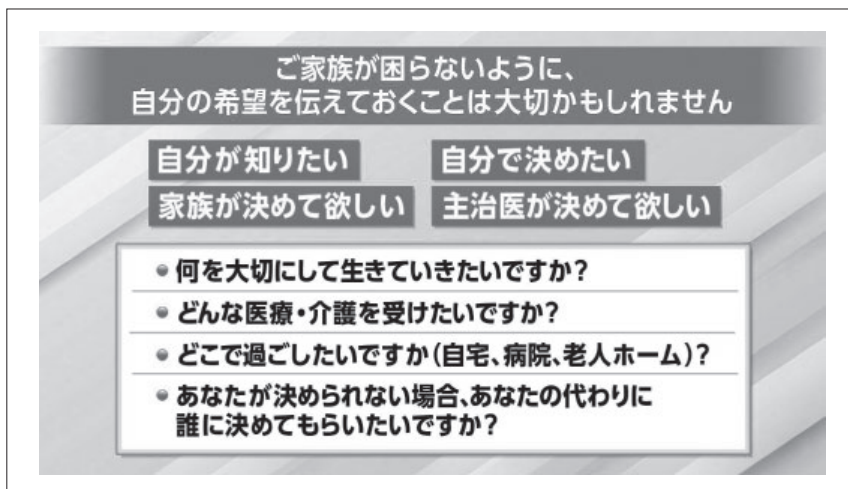 ご家族が困らないように、
自分の希望を伝えておくことは大切かもしれません
自分が知りたい 自分で決めたい
家族が決めて欲しい 主治医が決めて欲しい
●何を大切にして生きていきたいですか？
●どんな医療・介護を受けたいですか？
●どこで過ごしたいですか（自宅、病院、老人ホーム）？
●あなたが決められない場合、あなたの代わりに
誰に決めてもらいたいですか？